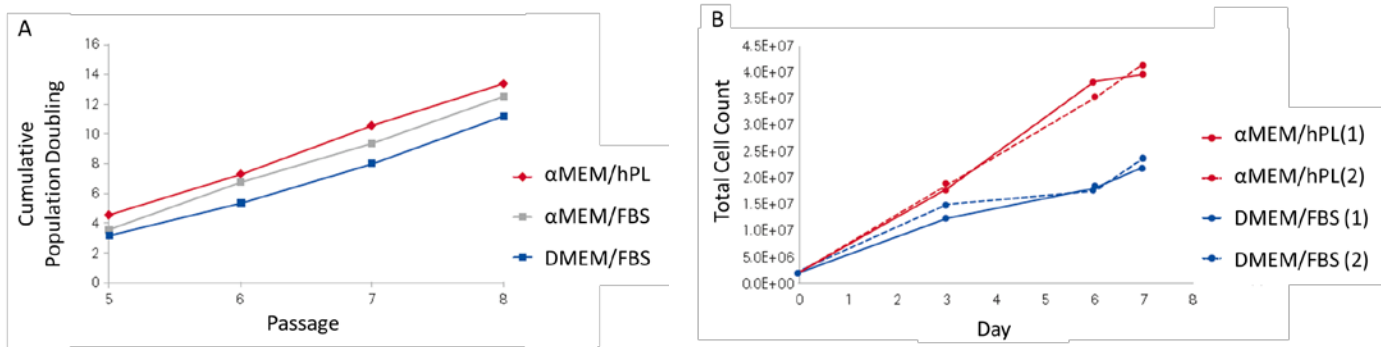 A
16
14
12
10
8
6
4
2
0
Cumulative
Population Doubling
5 6 7 8
Passage
αMEM/hPL
αMEM/FBS
DMEM/FBS
B
4.5E+07
4.0E+07
3.5E+07
3.0E+07
2.5E+07
2.0E+07
1.5E+07
1.0E+07
5.0E+06
0.0E+00
Total Cell Count
0 1 2 3 4 5 6 7 8
Day
αMEM/hPL(1)
αMEM/hPL(2)
DMEM/FBS (1)
DMEM/FBS (2)